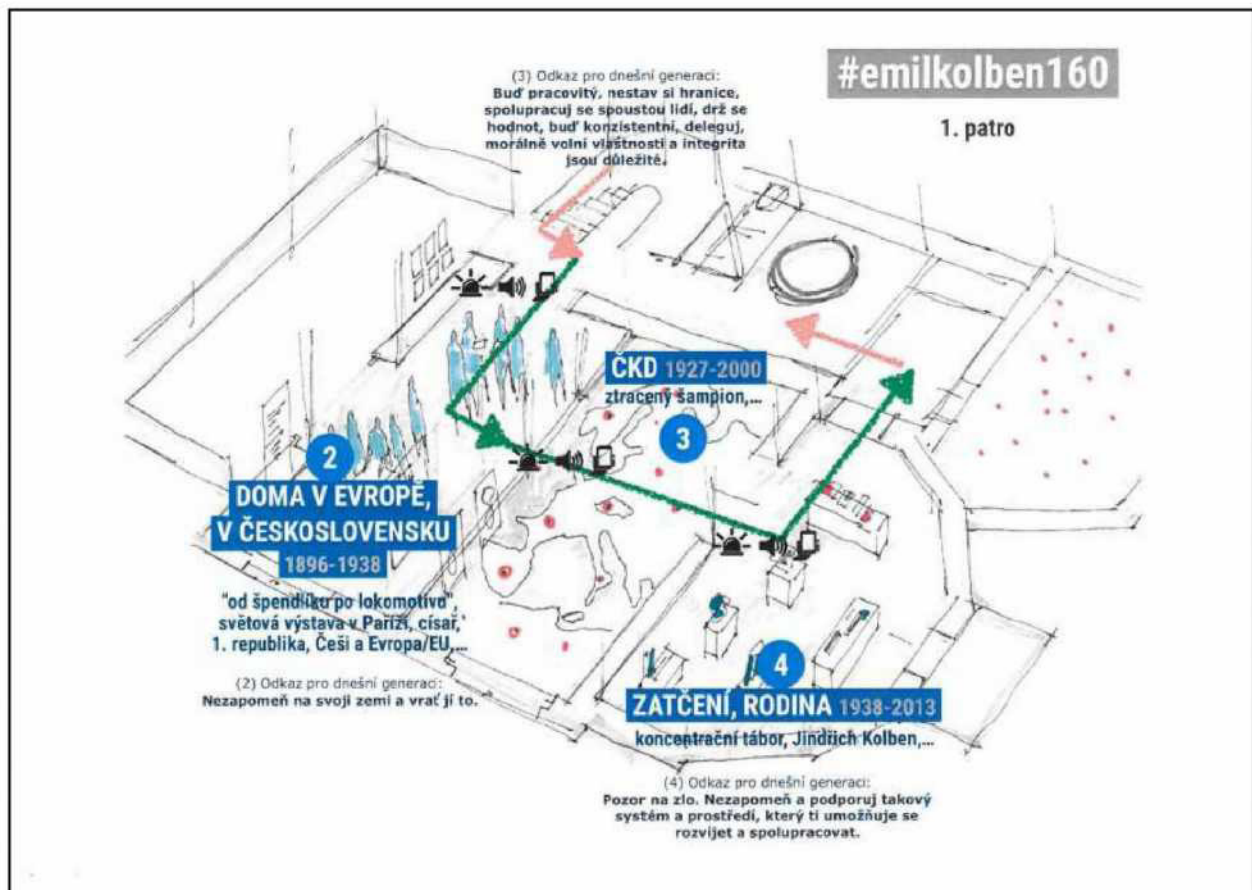 #emilkolben160
1. patro
(3) Odkaz pro dnešní generaci:
Buď pracovitý, nestav si hranice,
spolupracuj se spoustou lidí, drž se
hodnot, buď konzistentní, deleguj,
morálně volní vlastnosti a integrita
jsou důležité.
ČKD 1927-2000
ztracený šampion,...
3
2
DOMA V EVROPĚ,
V ČESKOSLOVENSKU
1896-1938
"od špendlíku po lokomotivo",
světová výstava v Paříži, císař,
1. republika, Češi a Evropa/EU,...
(2) Odkaz pro dnešní generaci:
Nezapomeň na svoji zemi a vrať jí to.
4
ZATČENÍ, RODINA 1938-2013
koncentrační tábor, Jindřich Kolben,...
(4) Odkaz pro dnešní generaci:
Pozor na zlo. Nezapomeň a podporuj takový
systém a prostředí, který ti umožňuje se
rozvijet a spolupracovat.